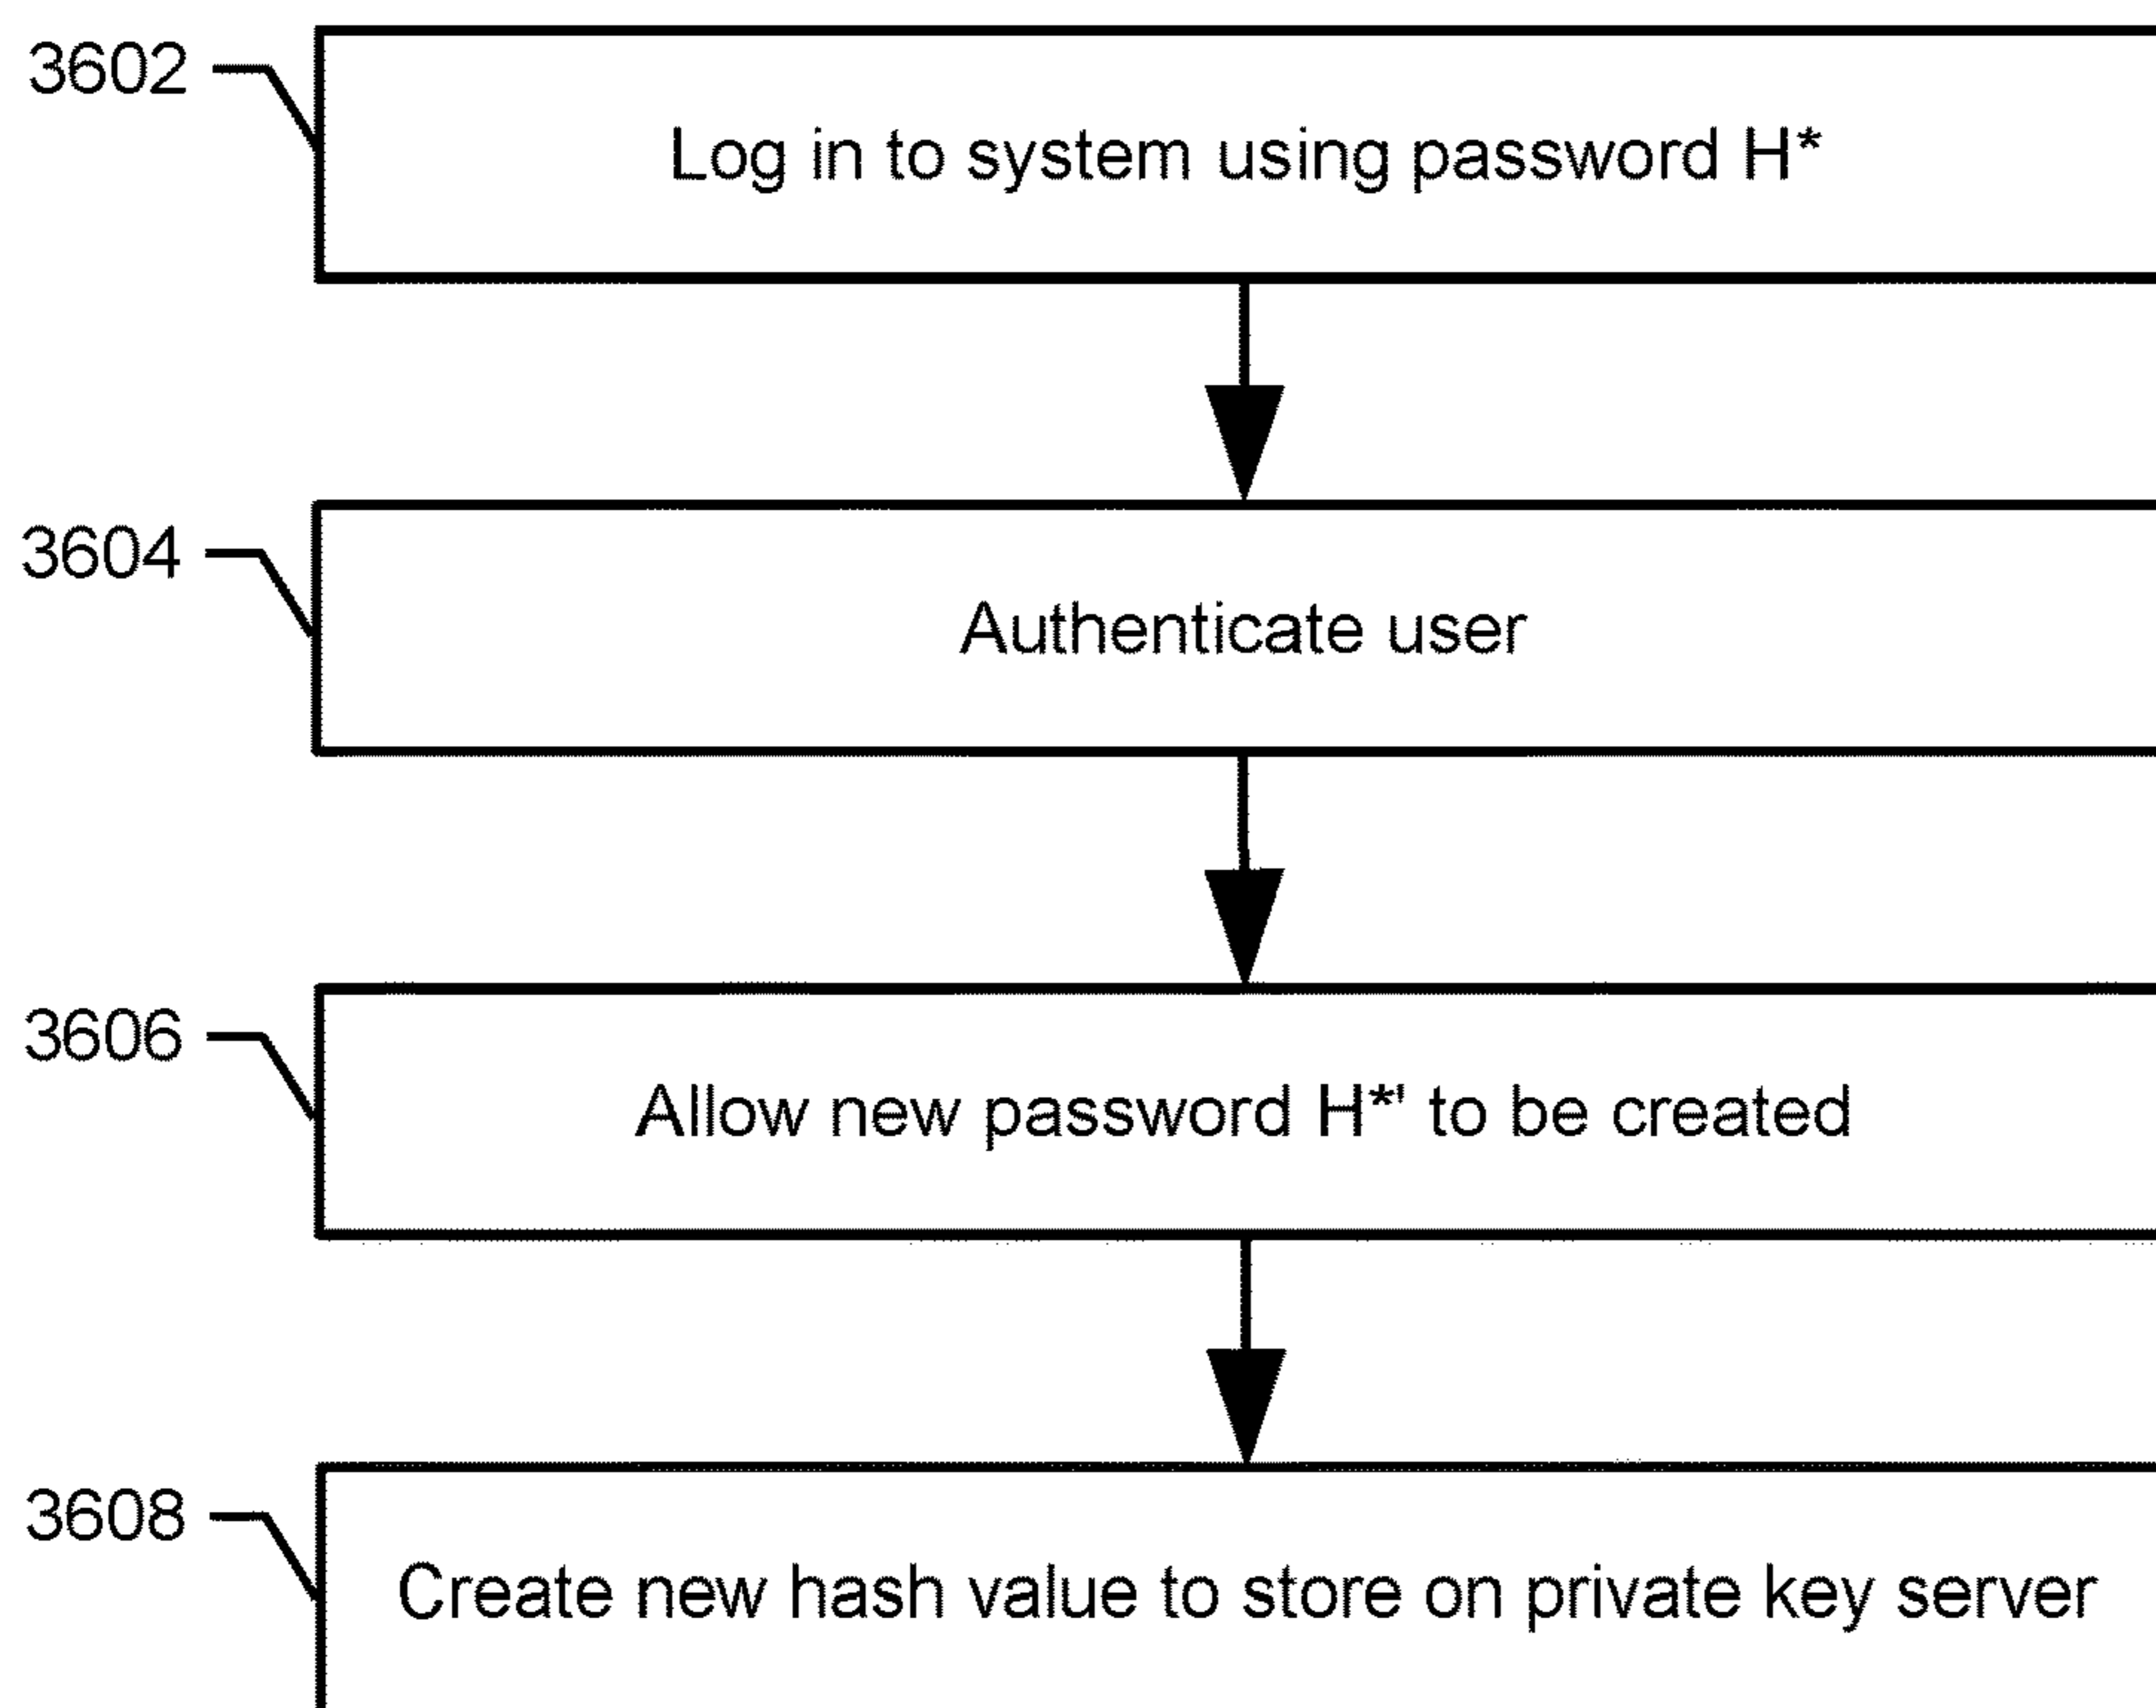 3602
Log in to system using password H*
3604
Authenticate user
3606
Allow new password H*' to be created
3608
Create new hash value to store on private key server